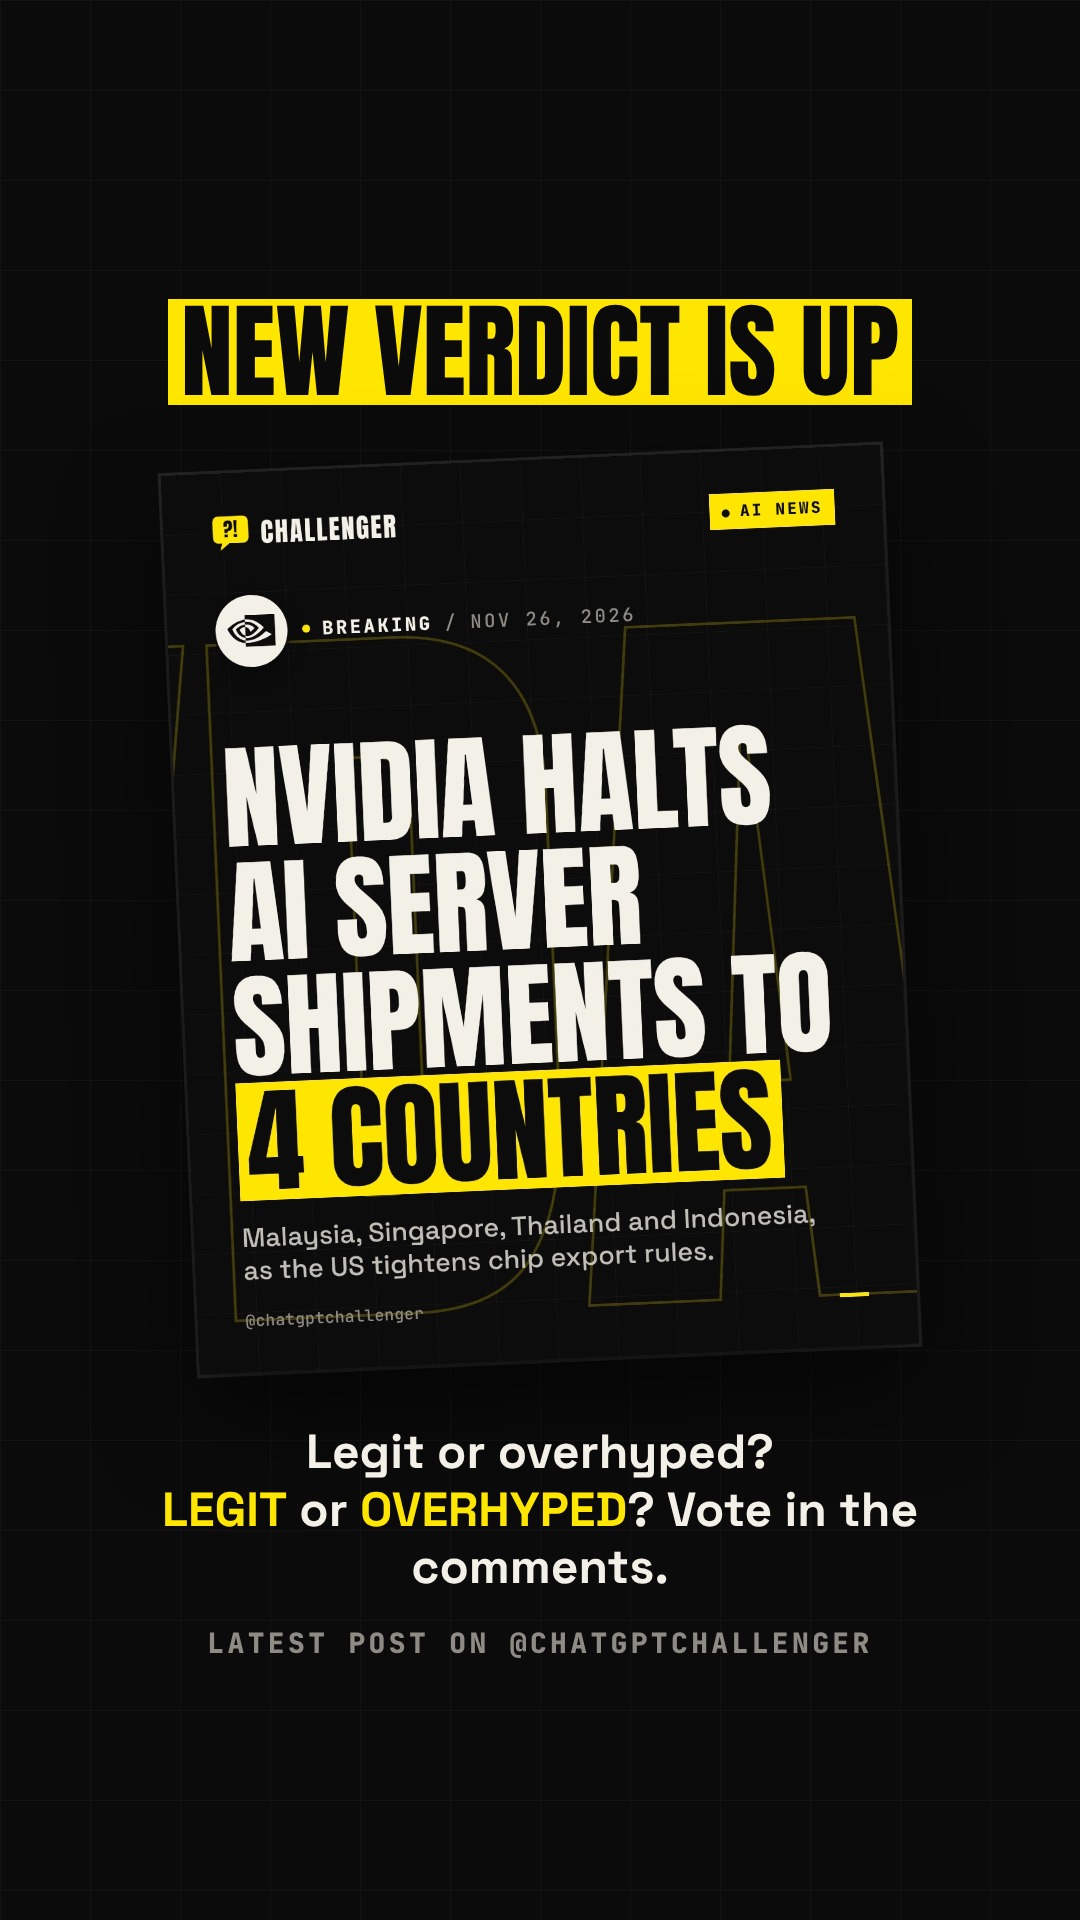 NEW VERDICT IS UP
?! CHALLENGER
• AI NEWS
• BREAKING / NOV 26, 2026
NVIDIA HALTS
AI SERVER
SHIPMENTS TO
4 COUNTRIES
Malaysia, Singapore, Thailand and Indonesia,
as the US tightens chip export rules.
@chatgptchallenger
Legit or overhyped?
LEGIT or OVERHYPED? Vote in the
comments.
LATEST POST ON @CHATGPTCHALLENGER